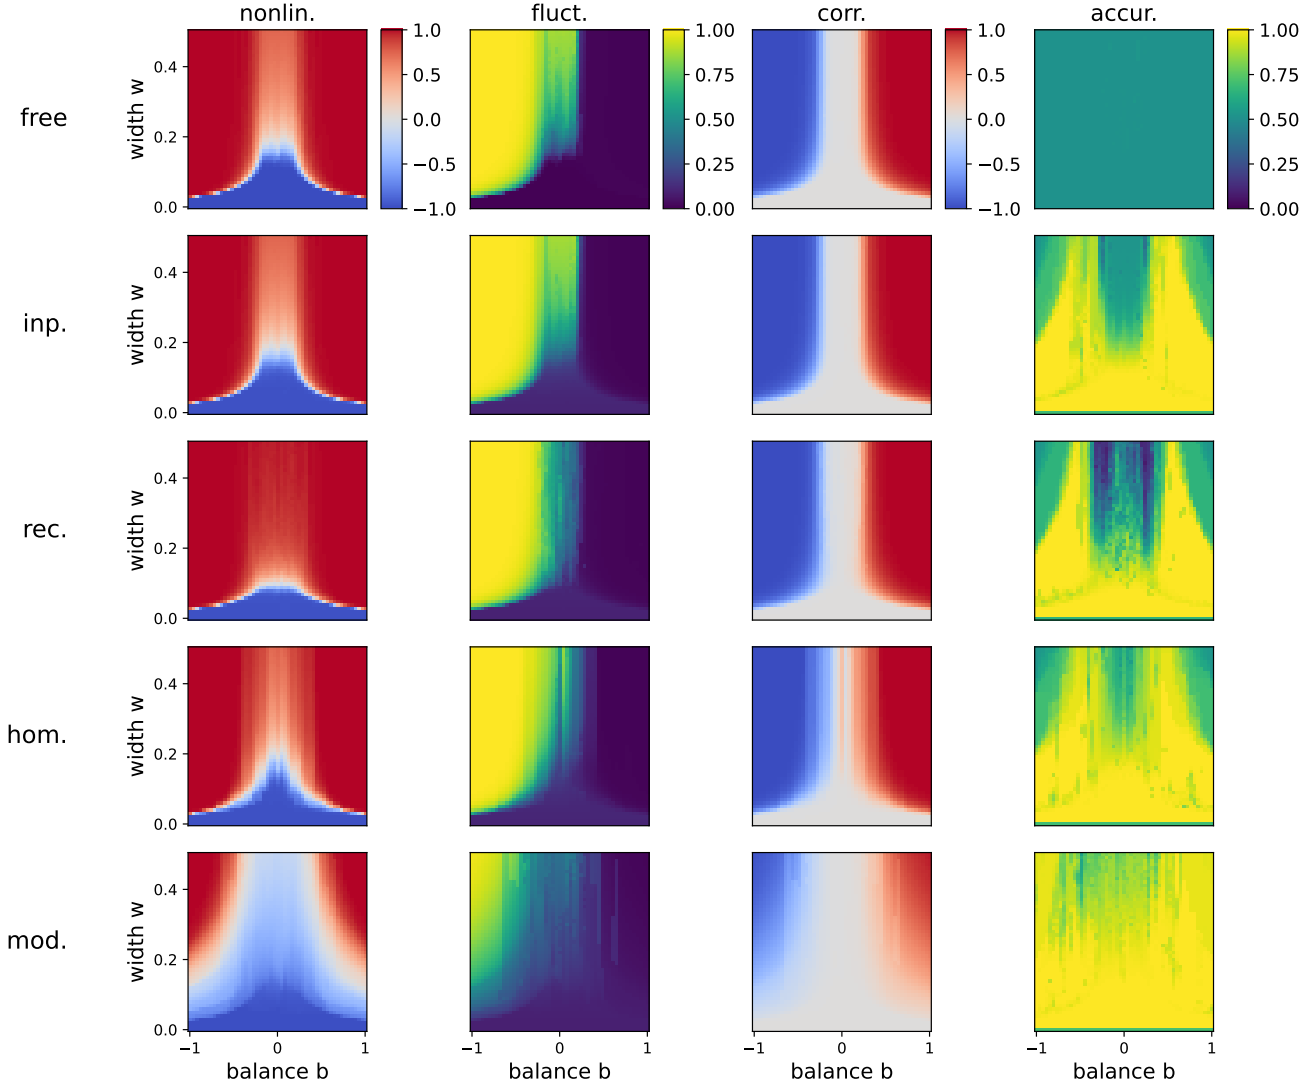 nonlin. fluct. corr. accur.
free
width w
0.4
0.2
0.0
1.0
0.5
0.0
−0.5
−1.0
1.00
0.75
0.50
0.25
0.00
1.0
0.5
0.0
−0.5
−1.0
1.00
0.75
0.50
0.25
0.00
inp.
width w
0.4
0.2
0.0
rec.
width w
0.4
0.2
0.0
hom.
width w
0.4
0.2
0.0
mod.
width w
0.4
0.2
0.0
−1 0 1 −1 0 1 −1 0 1 −1 0 1
balance b balance b balance b balance b